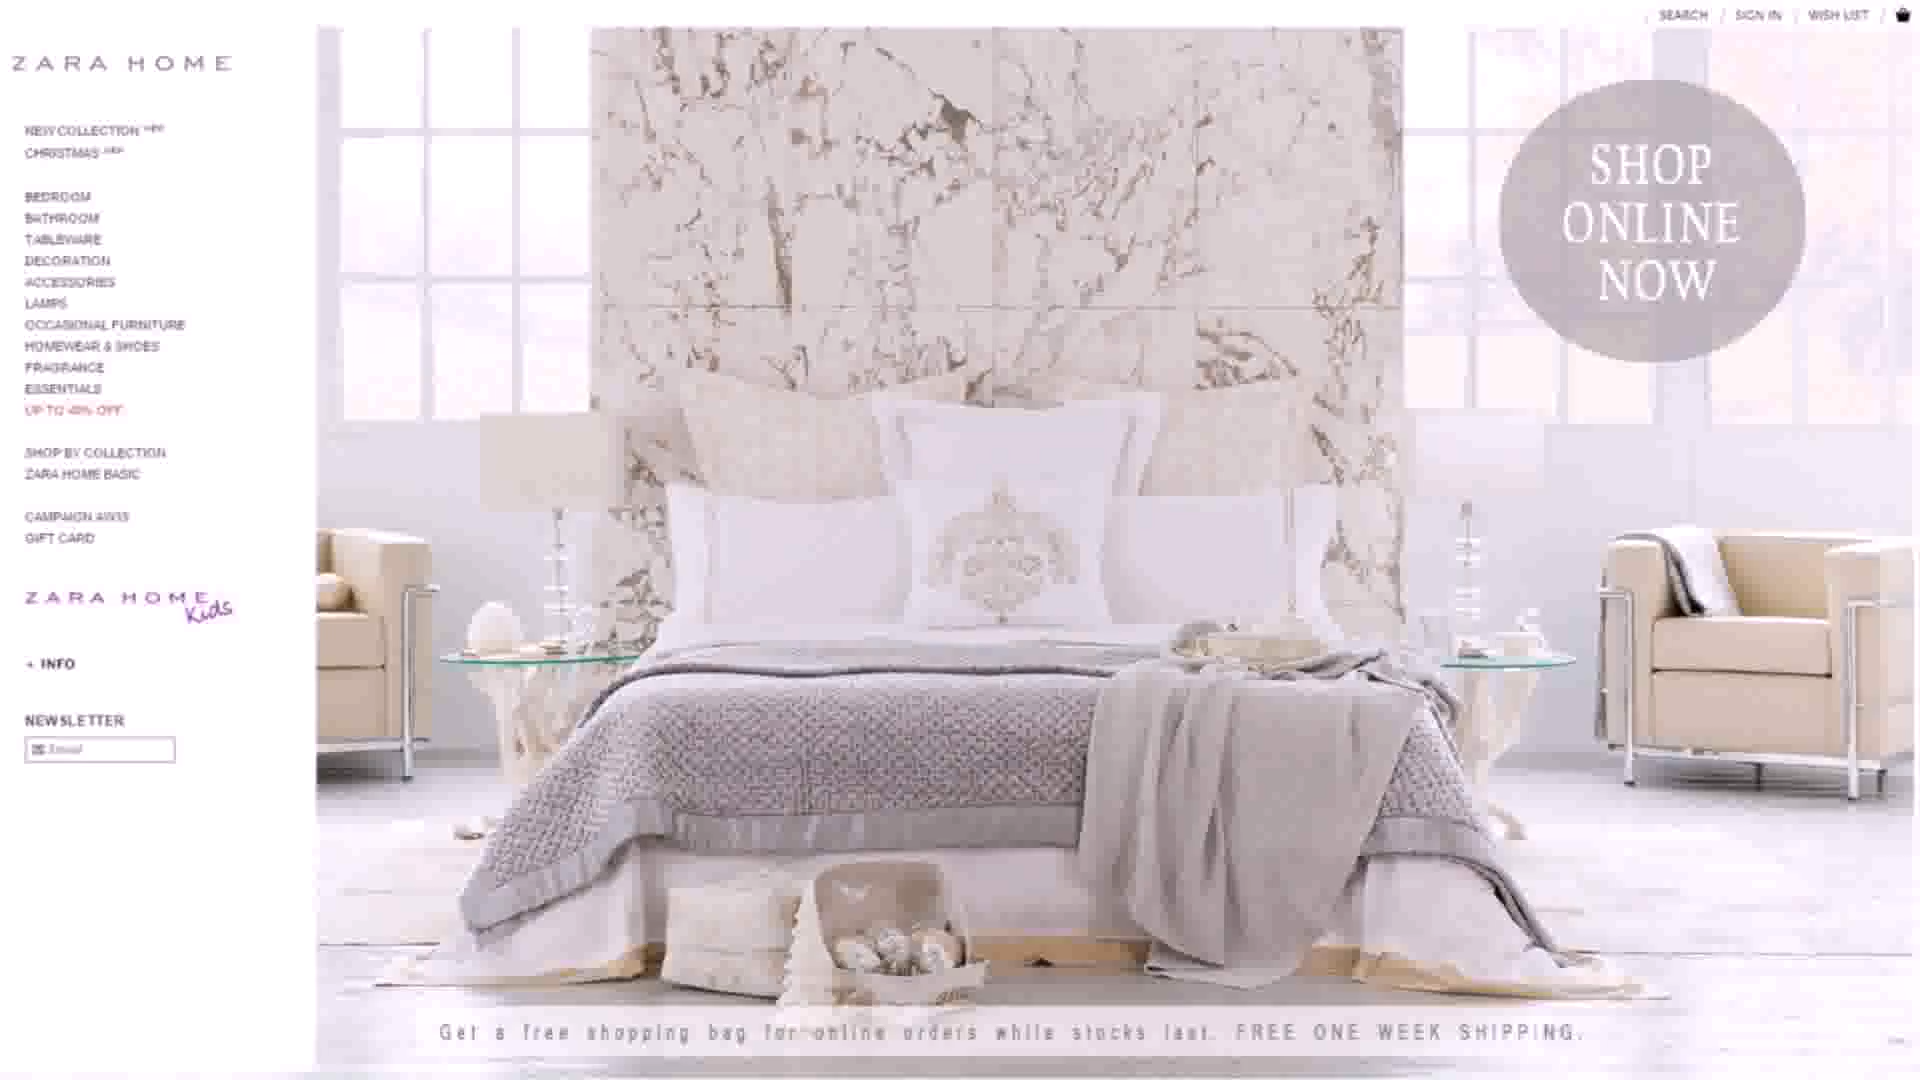 SEARCH / SIGN IN / WISH LIST /
ZARA HOME
NEW COLLECTION
CHRISTMAS
BEDROOM
BATHROOM
TABLEWARE
DECORATION
ACCESSORIES
LAMPS
OCCASIONAL FURNITURE
HOMEWEAR & SHOES
FRAGRANCE
ESSENTIALS
UP TO 40% OFF
SHOP BY COLLECTION
ZARA HOME BASIC
CAMPAIGN
GIFT CARD
ZARA HOME
Kids
+ INFO
NEWSLETTER
Email
SHOP
ONLINE
NOW
Get a free shopping bag for online orders while stocks last. FREE ONE WEEK SHIPPING.